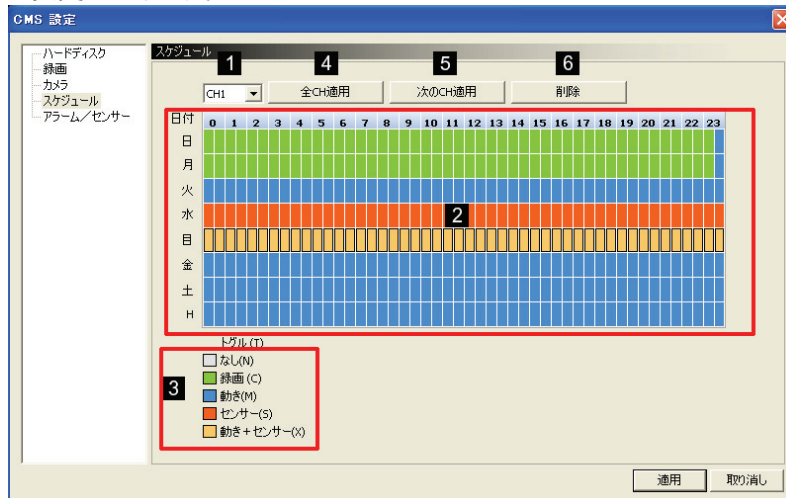 CMS 設定
ハードディスク
録画
カメラ
スケジュール
アラーム／センサー
スケジュール
1 4 5 6
CH1 全CH適用 次のCH適用 削除
日付 0 1 2 3 4 5 6 7 8 9 10 11 12 13 14 15 16 17 18 19 20 21 22 23
日
月
火
水 2
目
金
土
H
トグル(T)
なし(N)
録画(C)
3 動き(M)
センサー(S)
動き+センサー(X)
適用 取り消し